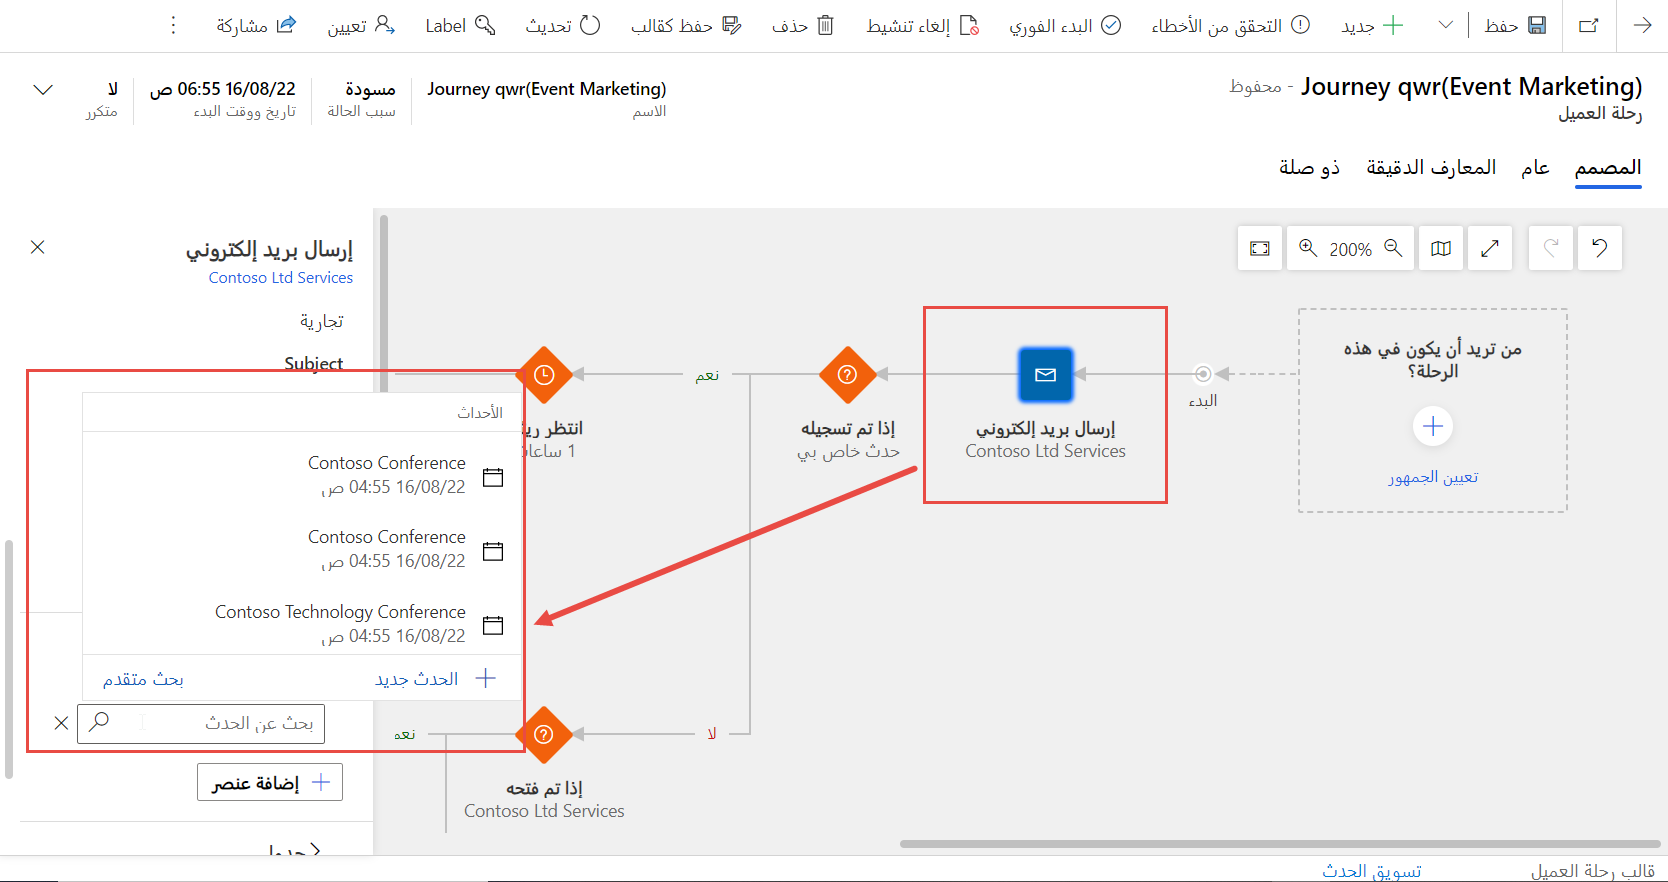 حفظ
جديد
التحقق من الأخطاء
البدء الفوري
إلغاء تنشيط
حذف
حفظ كقالب
تحديث
Label
تعيين
مشاركة
Journey qwr(Event Marketing) - محفوظ
رحلة العميل
Journey qwr(Event Marketing)
الاسم
مسودة
سبب الحالة
16/08/22 06:55 ص
تاريخ ووقت البدء
لا
متكرر
المصمم
عام
المعارف الدقيقة
ذو صلة
200%
من تريد أن يكون في هذه
الرحلة؟
تعيين الجمهور
البدء
إرسال بريد إلكتروني
Contoso Ltd Services
إذا تم تسجيله
حدث خاص بي
نعم
انتظر
1
لا
إذا تم فتحه
Contoso Ltd Services
نعم
إرسال بريد إلكتروني
Contoso Ltd Services
تجارية
Subject
الأحداث
Contoso Conference
16/08/22 04:55 ص
Contoso Conference
16/08/22 04:55 ص
Contoso Technology Conference
16/08/22 04:55 ص
الحدث جديد
بحث متقدم
بحث عن الحدث
إضافة عنصر
قالب رحلة العميل
تسويق الحدث